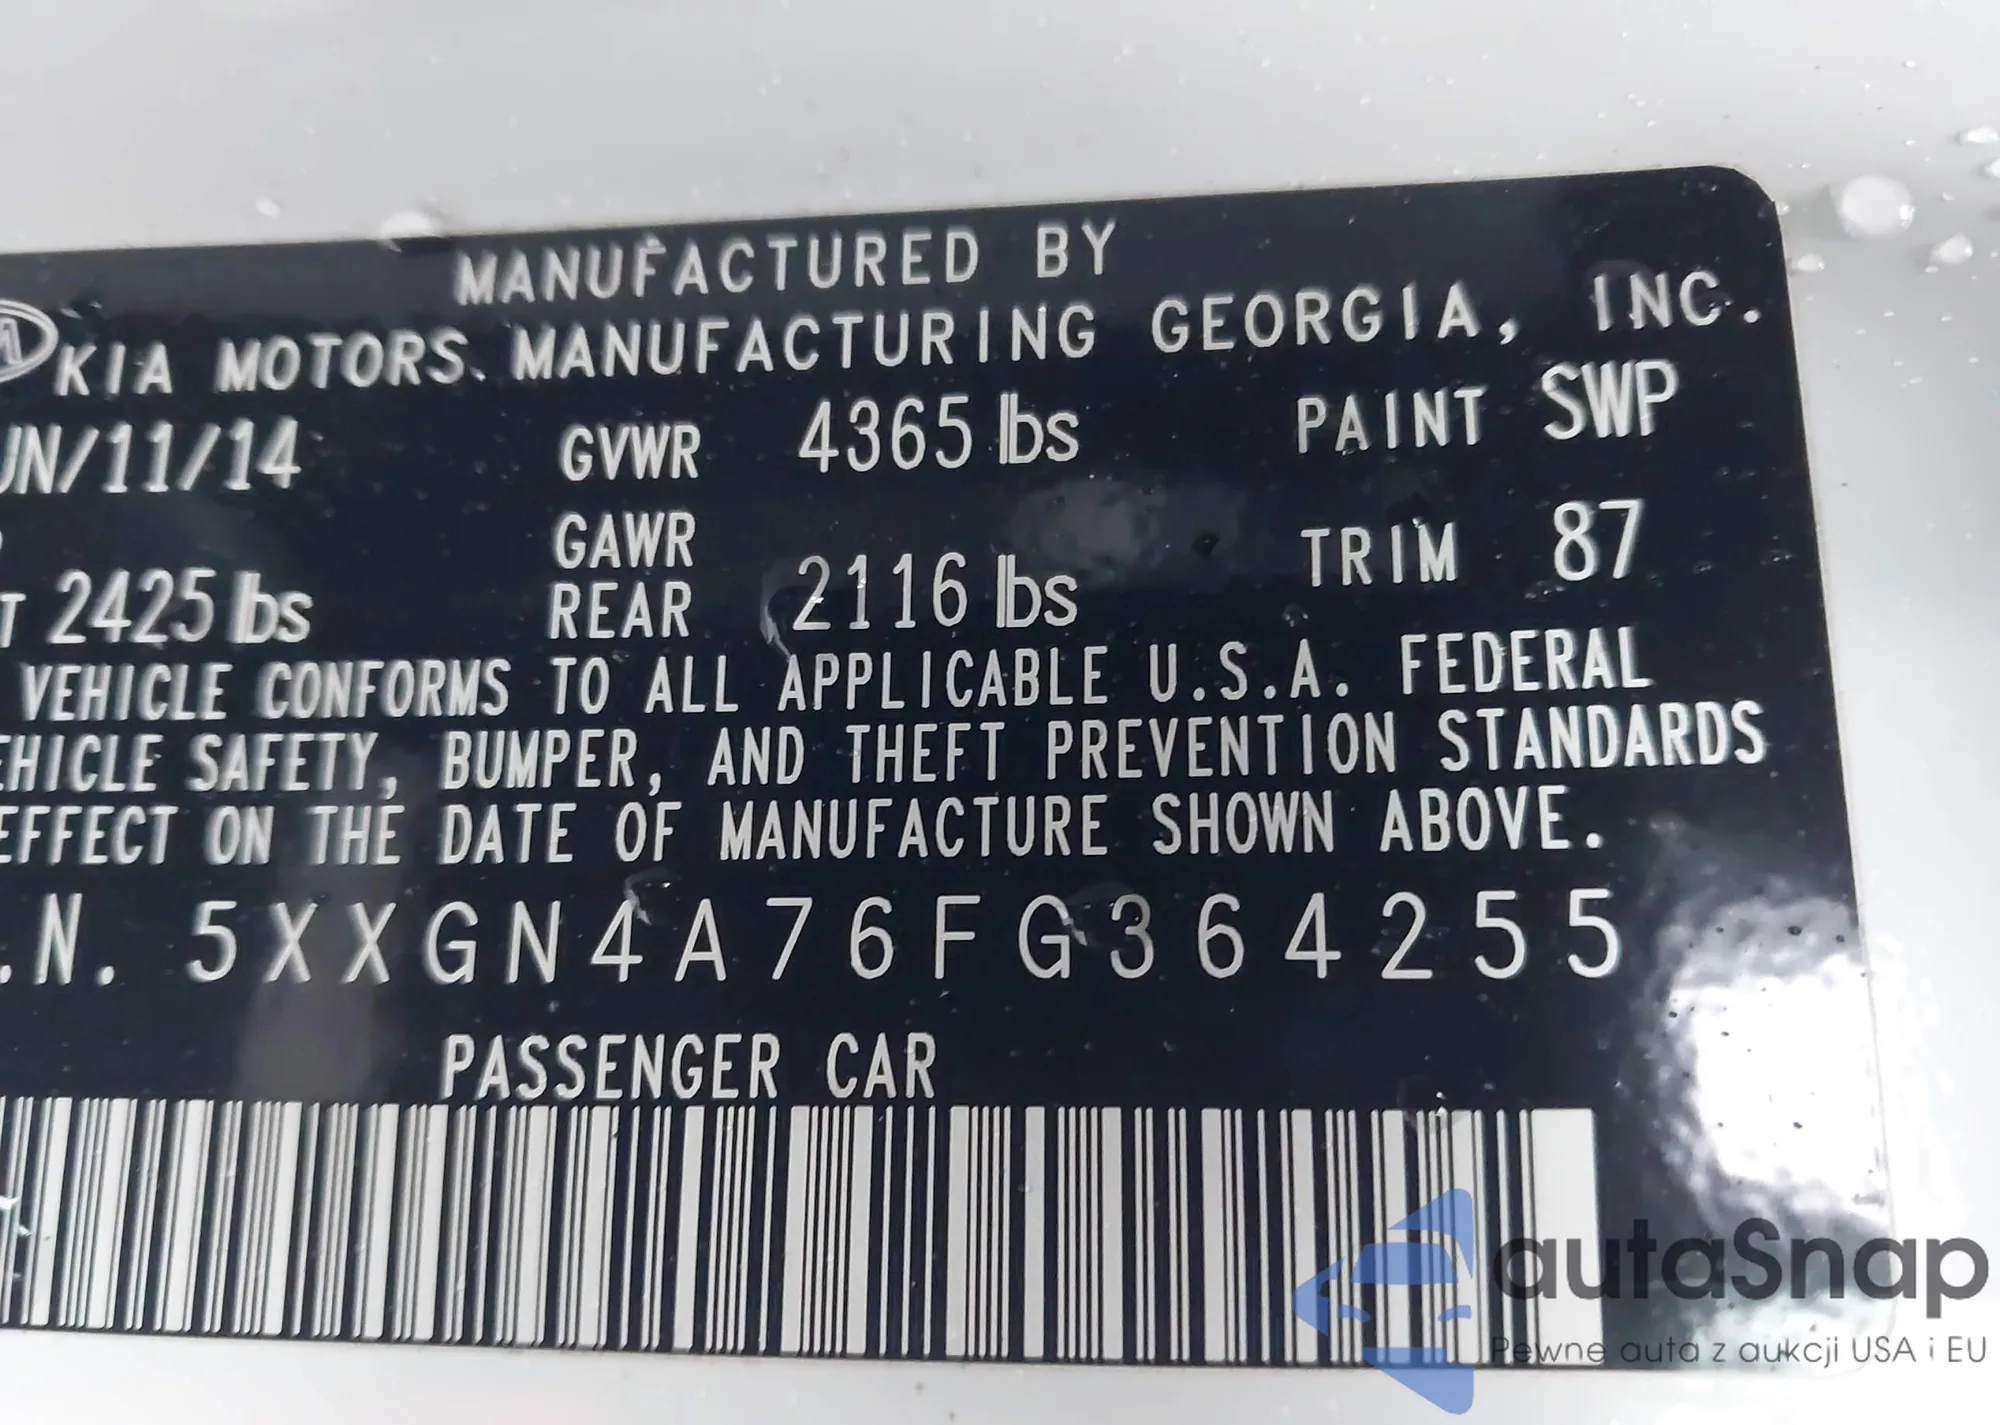 MANUFACTURED BY
KIA MOTORS MANUFACTURING GEORGIA, INC.
UN/11/14 GVWR 4365 lbs PAINT SWP
T 2425 lbs GAWR REAR 2116 lbs TRIM 87
VEHICLE CONFORMS TO ALL APPLICABLE U.S.A. FEDERAL
EHICLE SAFETY, BUMPER, AND THEFT PREVENTION STANDARDS
EFFECT ON THE DATE OF MANUFACTURE SHOWN ABOVE.
.N. 5XXGN4A76FG364255
PASSENGER CAR
autaSnap
Pewne auta z aukcji USA i EU